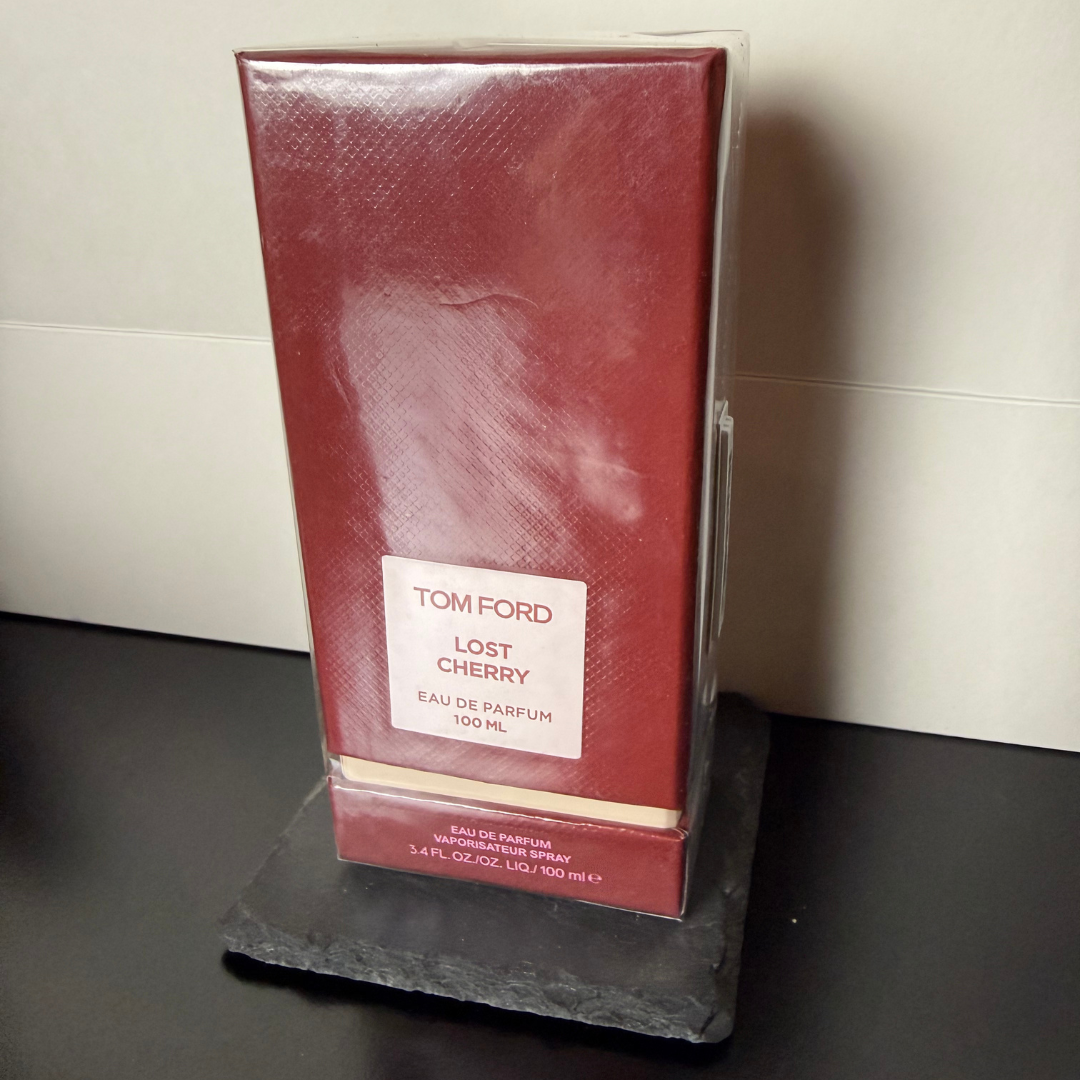 TOM FORD
LOST
CHERRY
EAU DE PARFUM
100 ML
EAU DE PARFUM
VAPORISATEUR SPRAY
3.4 FL. OZ./OZ. LIQ./ 100 ml ℮